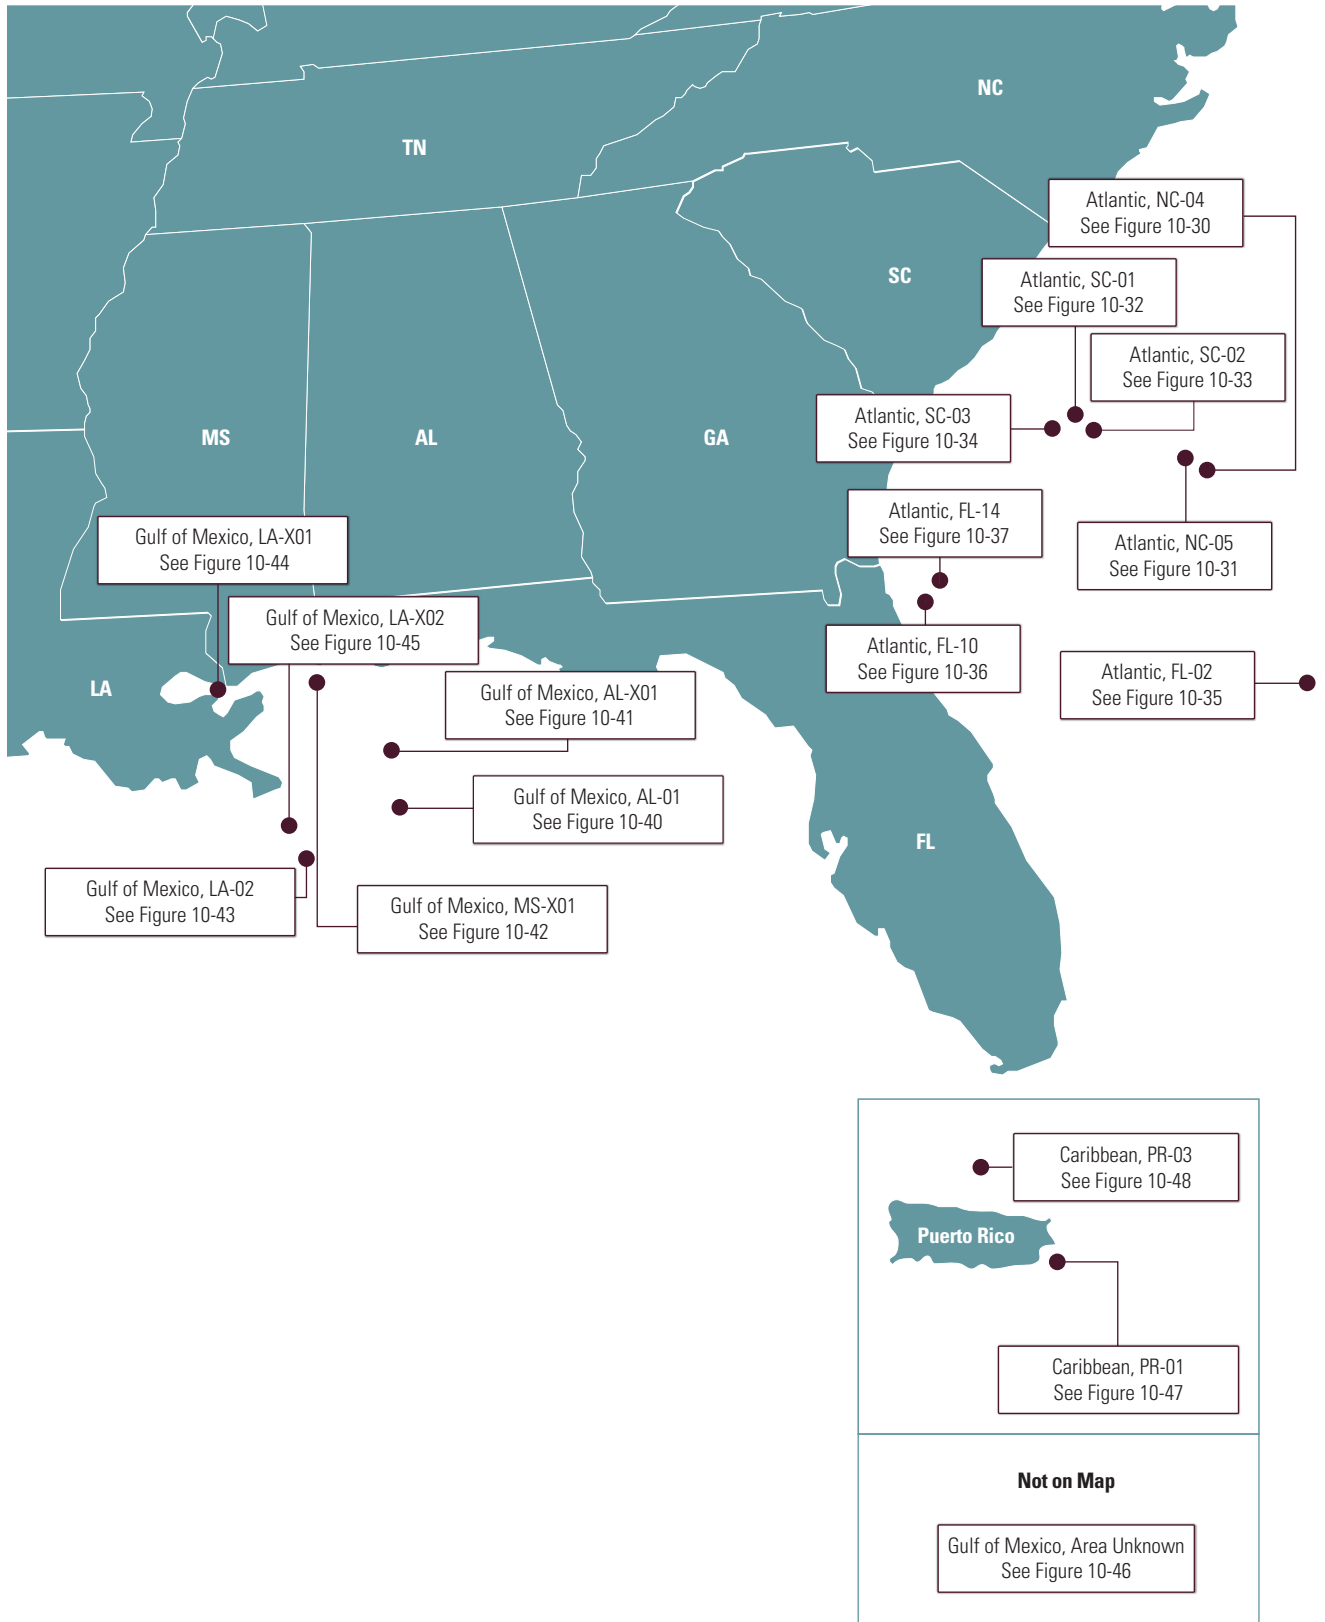 NC
TN
Atlantic, NC-04
See Figure 10-30
SC
Atlantic, SC-01
See Figure 10-32
Atlantic, SC-02
See Figure 10-33
Atlantic, SC-03
See Figure 10-34
MS
AL
GA
Atlantic, FL-14
See Figure 10-37
Gulf of Mexico, LA-X01
See Figure 10-44
Atlantic, NC-05
See Figure 10-31
Gulf of Mexico, LA-X02
See Figure 10-45
Atlantic, FL-10
See Figure 10-36
Atlantic, FL-02
See Figure 10-35
LA
Gulf of Mexico, AL-X01
See Figure 10-41
Gulf of Mexico, AL-01
See Figure 10-40
FL
Gulf of Mexico, LA-02
See Figure 10-43
Gulf of Mexico, MS-X01
See Figure 10-42
Caribbean, PR-03
See Figure 10-48
Puerto Rico
Caribbean, PR-01
See Figure 10-47
Not on Map
Gulf of Mexico, Area Unknown
See Figure 10-46